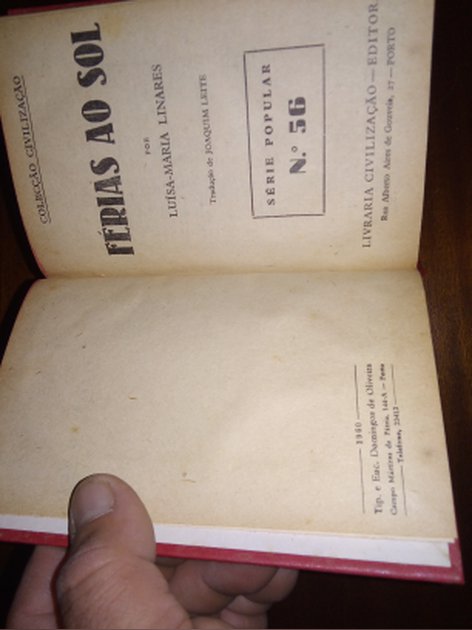 — 1960 —
Tip. e Enc. Domingos de Oliveira
Campo Mártires da Pátria, 144-A — Porto
Telefone, 23412
COLECÇÃO CIVILIZAÇÃO
FÉRIAS AO SOL
POR
LUÍSA-MARIA LINARES
Tradução de JOAQUIM LEITE
SÉRIE POPULAR
N.º 56
LIVRARIA CIVILIZAÇÃO — EDITORA
Rua Alberto Aires de Gouveia, 27 — PORTO